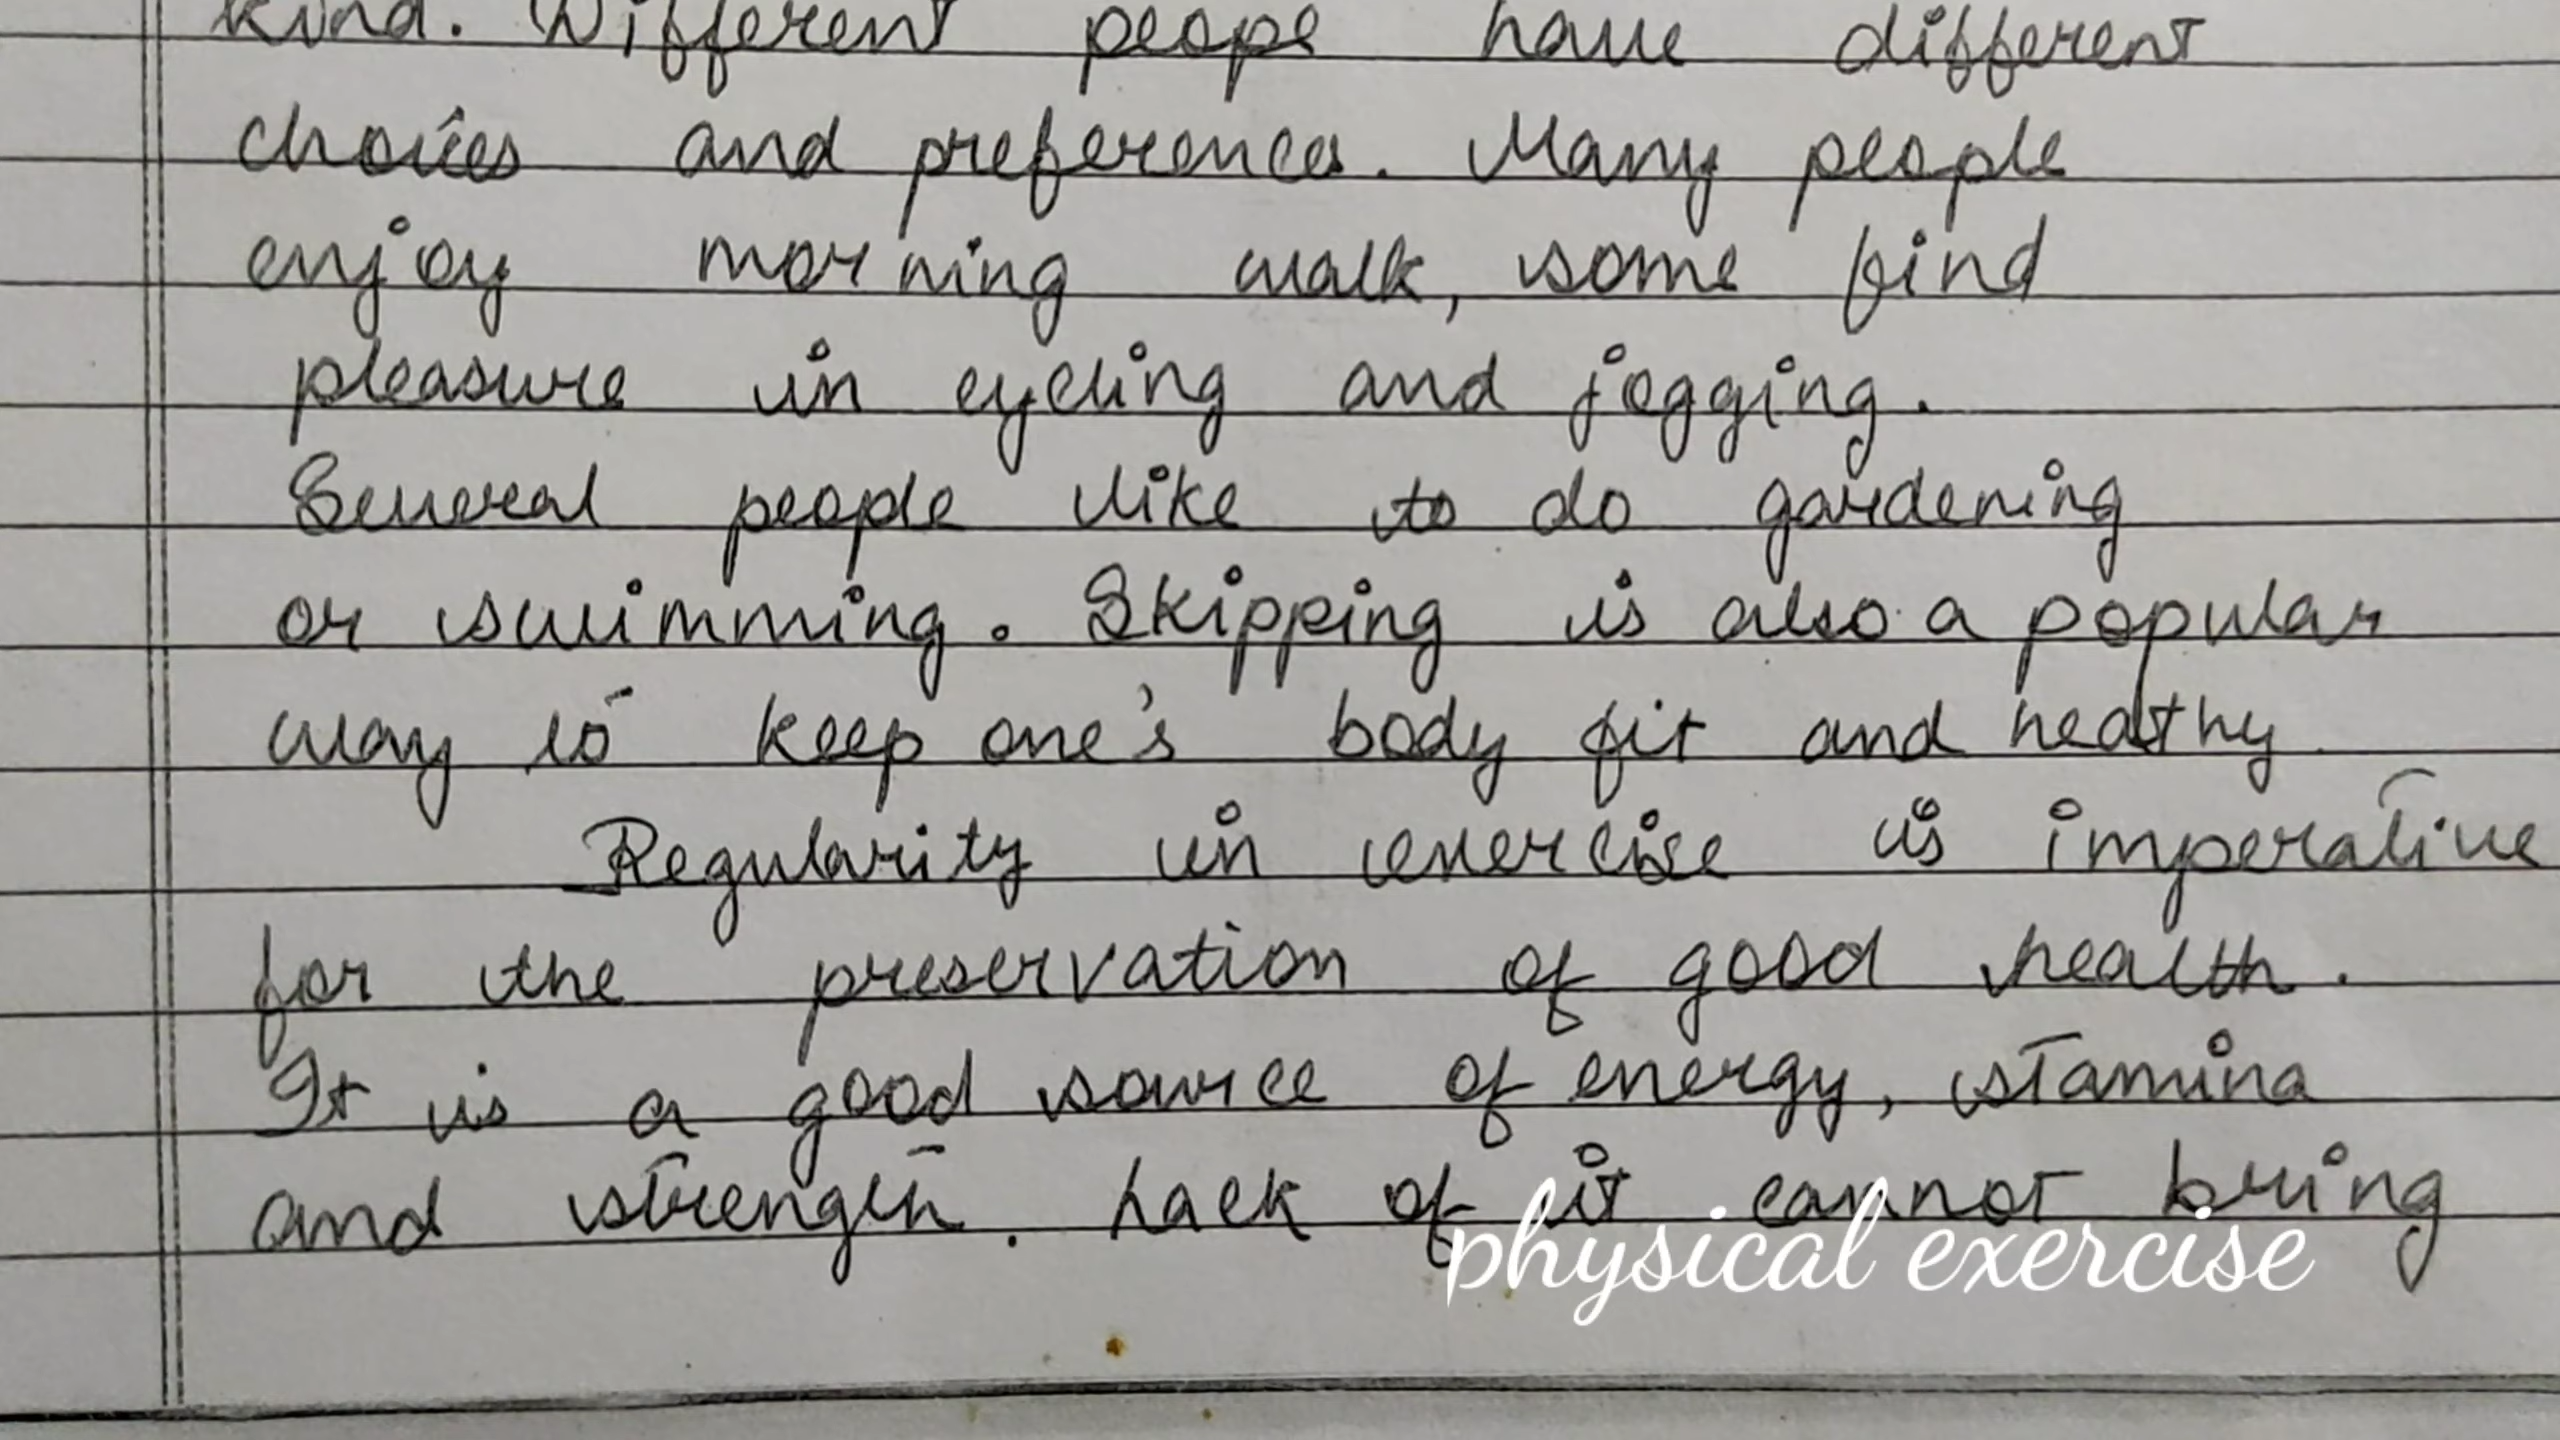 kind. Different peope have different
choices and preferences. Many people
enjoy morning walk, some find
pleasure in cycling and jogging.
Several people like to do gardening
or swimming. Skipping is also a popular
way to keep one's body fit and healthy
Regularity in exercise is imperative
for the preservation of good health.
It is a good source of energy, stamina
and strength. Lack of it cannot bring
physical exercise